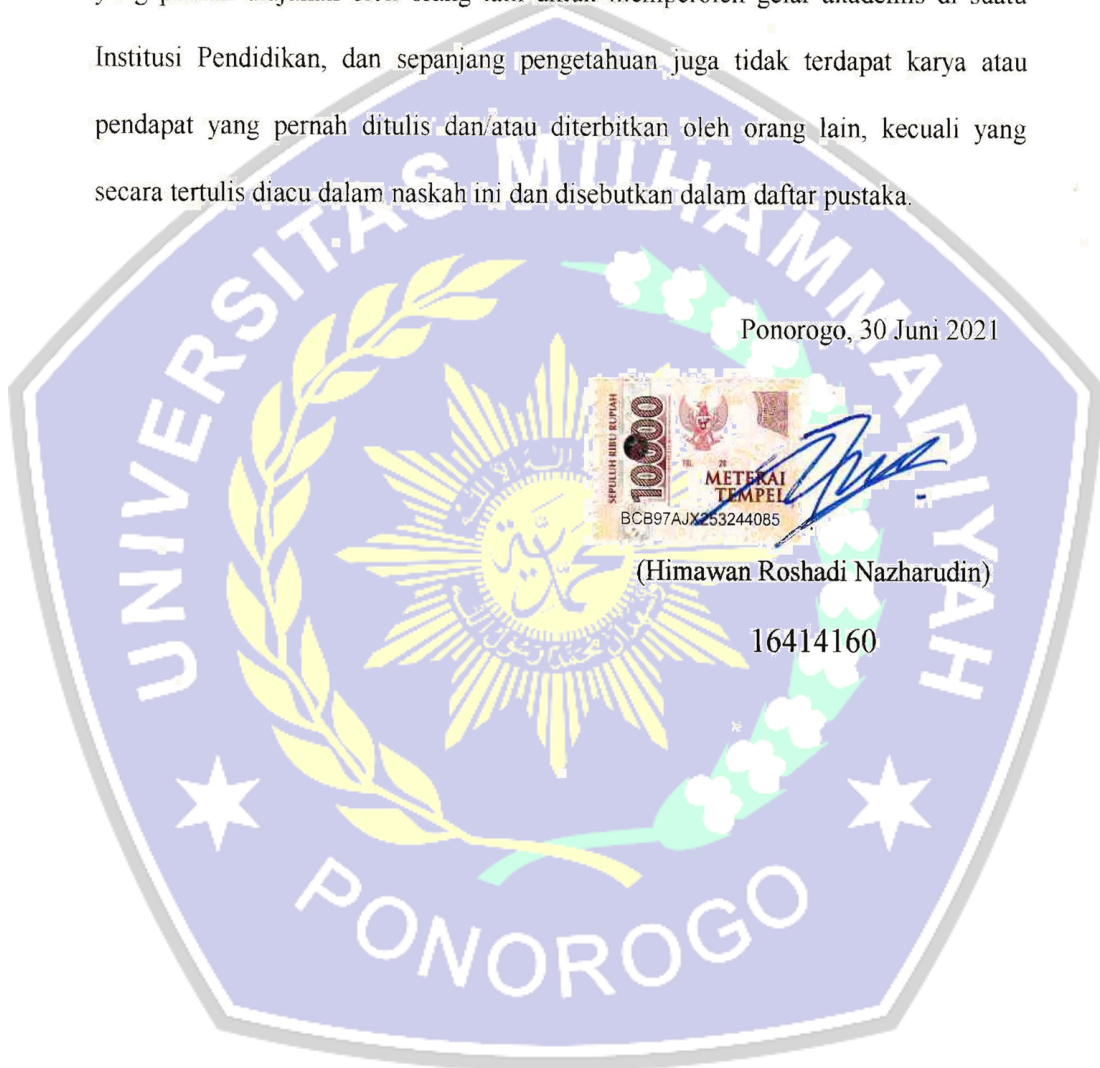 Institusi Pendidikan, dan sepanjang pengetahuan juga tidak terdapat karya atau
pendapat yang pernah ditulis dan/atau diterbitkan oleh orang lain, kecuali yang
secara tertulis diacu dalam naskah ini dan disebutkan dalam daftar pustaka.
UNIVERSITAS MUHAMMADIYAH
Ponorogo, 30 Juni 2021
SEPULUH RIBU RUPIAH
10000
TGL. 20
METERAI
TEMPEL
BCB97AJX253244085
(Himawan Roshadi Nazharudin)
16414160
PONOROGO